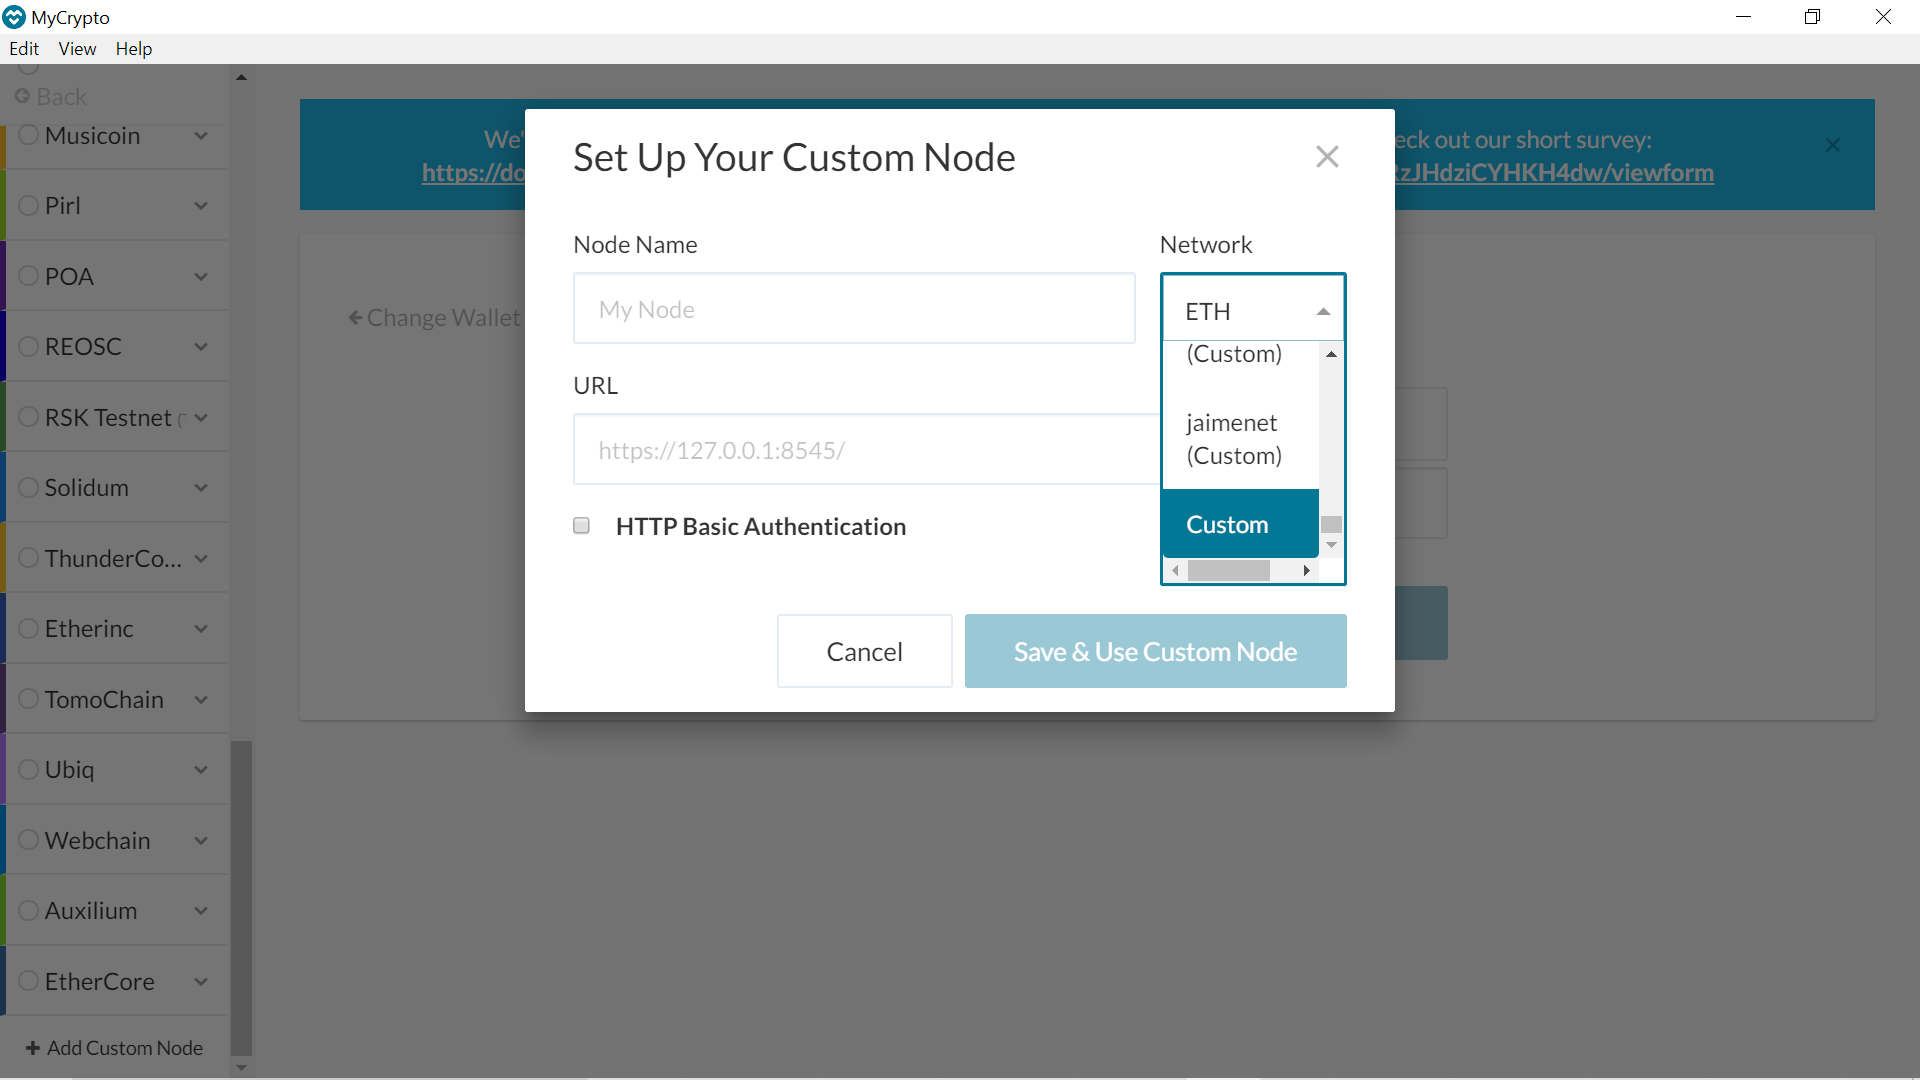 MyCrypto
Edit View Help
Back
Musicoin
Pirl
POA
REOSC
RSK Testnet
Solidum
ThunderCo...
Etherinc
TomoChain
Ubiq
Webchain
Auxilium
EtherCore
+ Add Custom Node
We'
eck out our short survey:
https://do
zJHdziCYHKH4dw/viewform
Change Wallet
Set Up Your Custom Node
Node Name
Network
My Node
ETH
(Custom)
jaimenet
(Custom)
Custom
URL
https://127.0.0.1:8545/
HTTP Basic Authentication
Cancel
Save & Use Custom Node